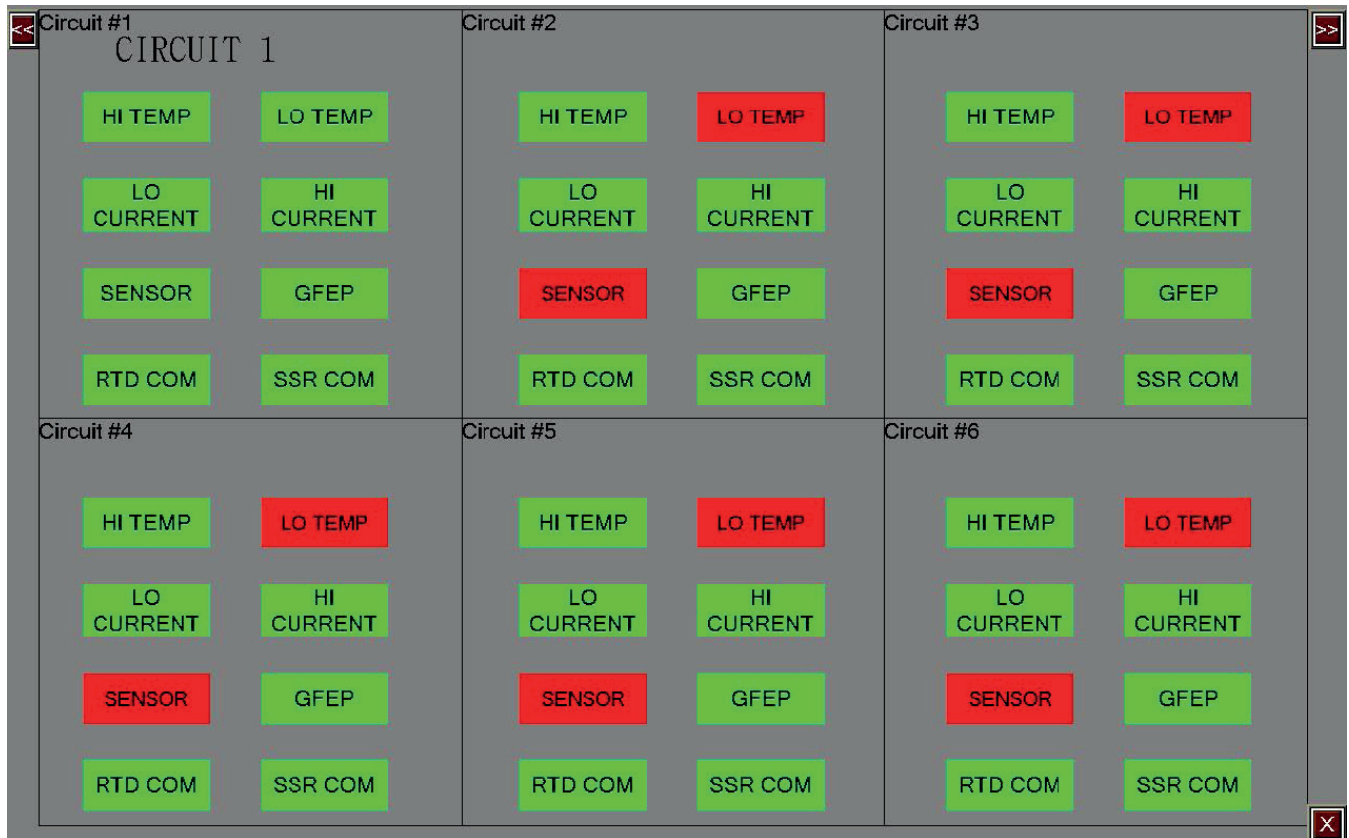 <<
Circuit #1
CIRCUIT 1
HI TEMP
LO TEMP
LO
CURRENT
HI
CURRENT
SENSOR
GFEP
RTD COM
SSR COM
Circuit #2
HI TEMP
LO TEMP
LO
CURRENT
HI
CURRENT
SENSOR
GFEP
RTD COM
SSR COM
Circuit #3
HI TEMP
LO TEMP
LO
CURRENT
HI
CURRENT
SENSOR
GFEP
RTD COM
SSR COM
>>
Circuit #4
HI TEMP
LO TEMP
LO
CURRENT
HI
CURRENT
SENSOR
GFEP
RTD COM
SSR COM
Circuit #5
HI TEMP
LO TEMP
LO
CURRENT
HI
CURRENT
SENSOR
GFEP
RTD COM
SSR COM
Circuit #6
HI TEMP
LO TEMP
LO
CURRENT
HI
CURRENT
SENSOR
GFEP
RTD COM
SSR COM
X